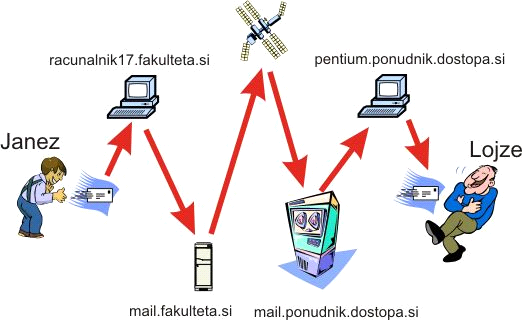 racunalnik17.fakulteta.si
pentium.ponudnik.dostopa.si
Janez
Lojze
mail.fakulteta.si
mail.ponudnik.dostopa.si